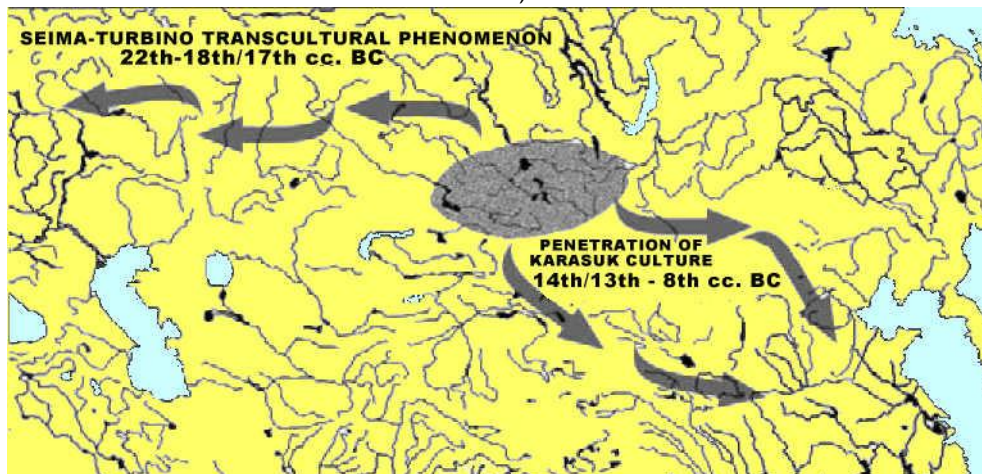 SEIMA-TURBINO TRANSCULTURAL PHENOMENON
22th-18th/17th cc. BC
PENETRATION OF
KARASUK CULTURE
14th/13th - 8th cc. BC